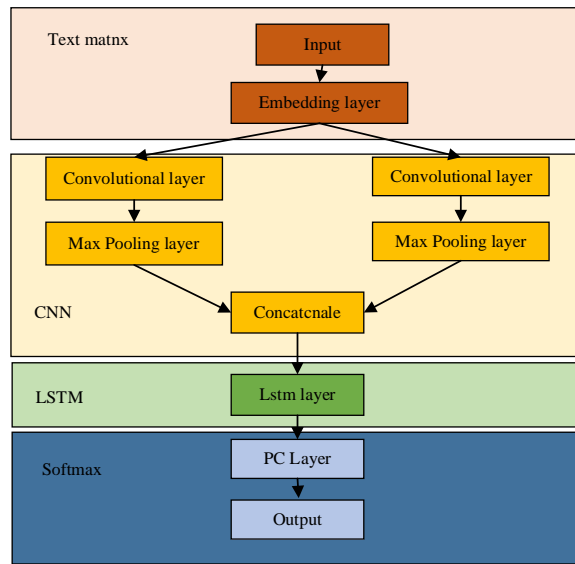 Text matnx
Input
Embedding layer
Convolutional layer
Convolutional layer
Max Pooling layer
Max Pooling layer
CNN
Concatcnale
LSTM
Lstm layer
Softmax
PC Layer
Output